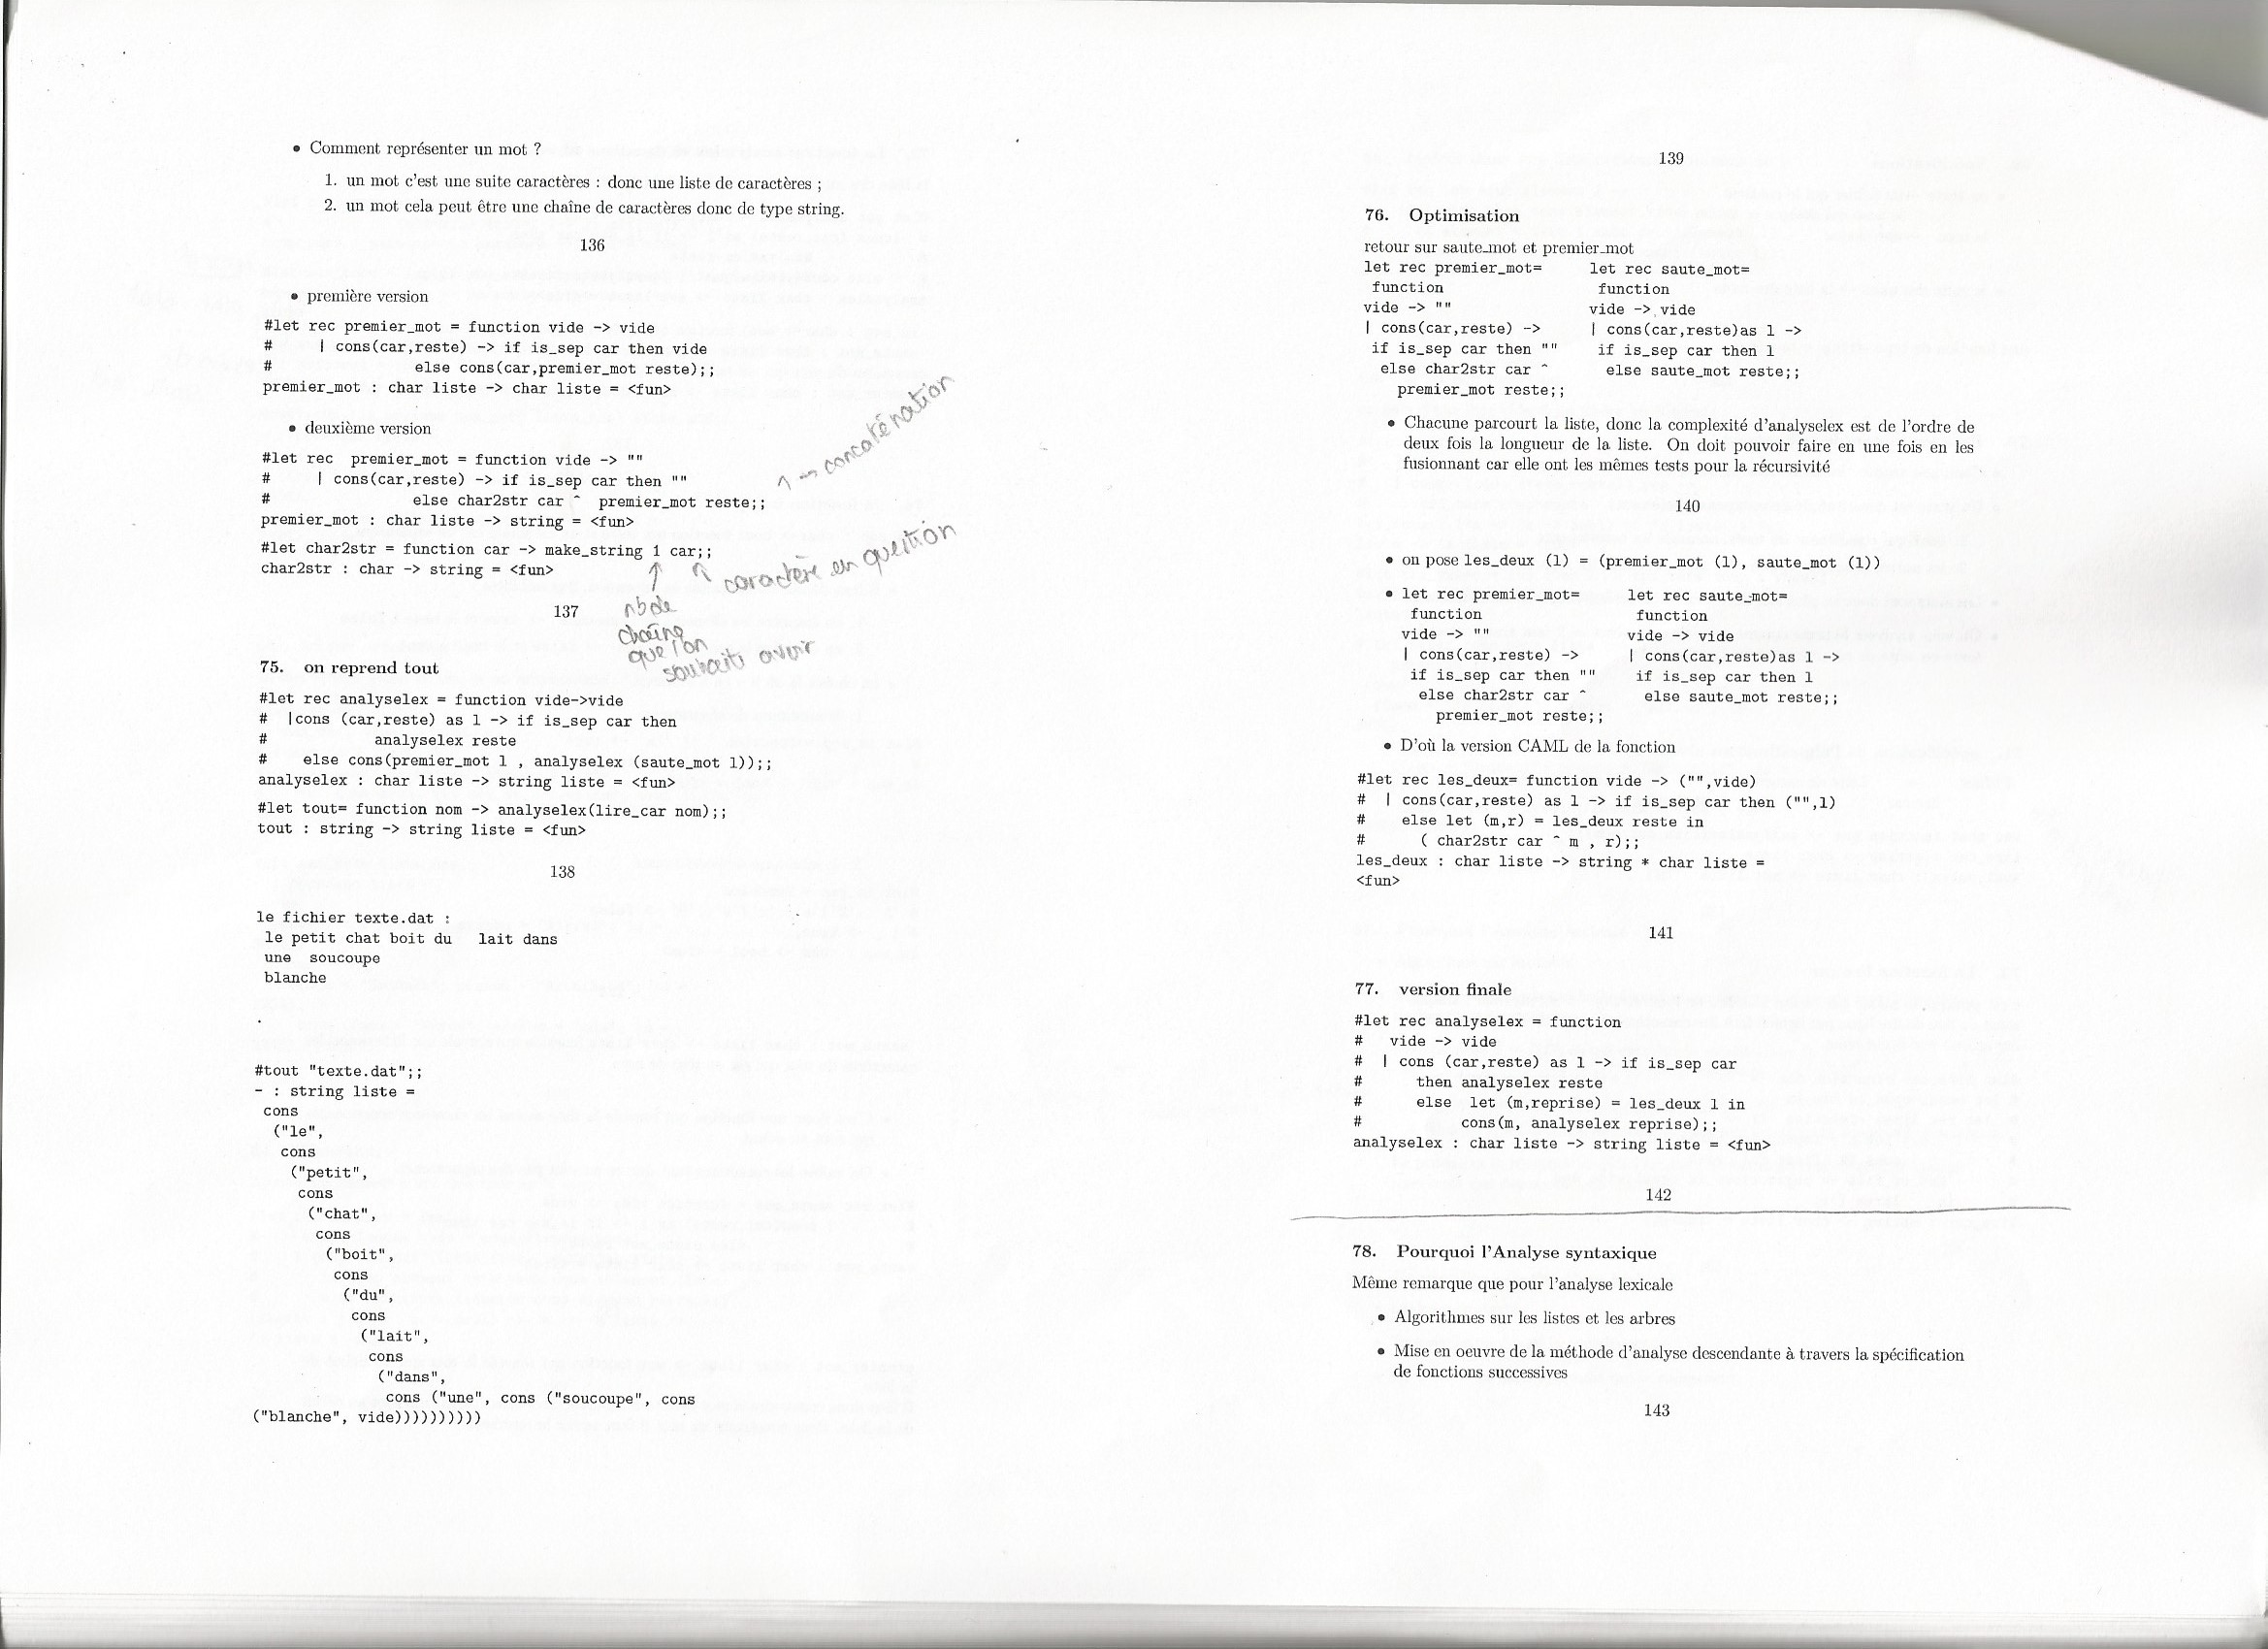 • Comment représenter un mot ?
1. un mot c'est une suite caractères : donc une liste de caractères ;
2. un mot cela peut être une chaîne de caractères donc de type string.
136
• première version
#let rec premier_mot = function vide -> vide
#     | cons(car,reste) -> if is_sep car then vide
#                else cons(car,premier_mot reste);;
premier_mot : char liste -> char liste = <fun>
• deuxième version
#let rec  premier_mot = function vide -> ""
#     | cons(car,reste) -> if is_sep car then ""
#                else char2str car ^  premier_mot reste;;
premier_mot : char liste -> string = <fun>
^ → concaténation
#let char2str = function car -> make_string 1 car;;
char2str : char -> string = <fun>
caractère en question
nb de
chaîne
que l'on
souhaite avoir
137
75. on reprend tout
#let rec analyselex = function vide->vide
#  |cons (car,reste) as l -> if is_sep car then
#            analyselex reste
#    else cons(premier_mot l , analyselex (saute_mot l));;
analyselex : char liste -> string liste = <fun>
#let tout= function nom -> analyselex(lire_car nom);;
tout : string -> string liste = <fun>
138
le fichier texte.dat :
 le petit chat boit du   lait dans
 une  soucoupe
 blanche
.
#tout "texte.dat";;
- : string liste =
 cons
  ("le",
   cons
    ("petit",
     cons
      ("chat",
       cons
        ("boit",
         cons
          ("du",
           cons
            ("lait",
             cons
              ("dans",
               cons ("une", cons ("soucoupe", cons
("blanche", vide))))))))))
139
76. Optimisation
retour sur saute_mot et premier_mot
let rec premier_mot=     let rec saute_mot=
 function                 function
vide -> ""               vide -> vide
| cons(car,reste) ->     | cons(car,reste)as l ->
 if is_sep car then ""    if is_sep car then l
  else char2str car ^      else saute_mot reste;;
    premier_mot reste;;
• Chacune parcourt la liste, donc la complexité d'analyselex est de l'ordre de
deux fois la longueur de la liste. On doit pouvoir faire en une fois en les
fusionnant car elle ont les mêmes tests pour la récursivité
140
• on pose les_deux (l) = (premier_mot (l), saute_mot (l))
• let rec premier_mot=     let rec saute_mot=
 function                 function
vide -> ""               vide -> vide
| cons(car,reste) ->     | cons(car,reste)as l ->
 if is_sep car then ""    if is_sep car then l
  else char2str car ^      else saute_mot reste;;
    premier_mot reste;;
• D'où la version CAML de la fonction
#let rec les_deux= function vide -> ("",vide)
#  | cons(car,reste) as l -> if is_sep car then ("",l)
#    else let (m,r) = les_deux reste in
#      ( char2str car ^ m , r);;
les_deux : char liste -> string * char liste =
<fun>
141
77. version finale
#let rec analyselex = function
#   vide -> vide
#  | cons (car,reste) as l -> if is_sep car
#      then analyselex reste
#      else  let (m,reprise) = les_deux l in
#           cons(m, analyselex reprise);;
analyselex : char liste -> string liste = <fun>
142
78. Pourquoi l'Analyse syntaxique
Même remarque que pour l'analyse lexicale
• Algorithmes sur les listes et les arbres
• Mise en oeuvre de la méthode d'analyse descendante à travers la spécification
de fonctions successives
143